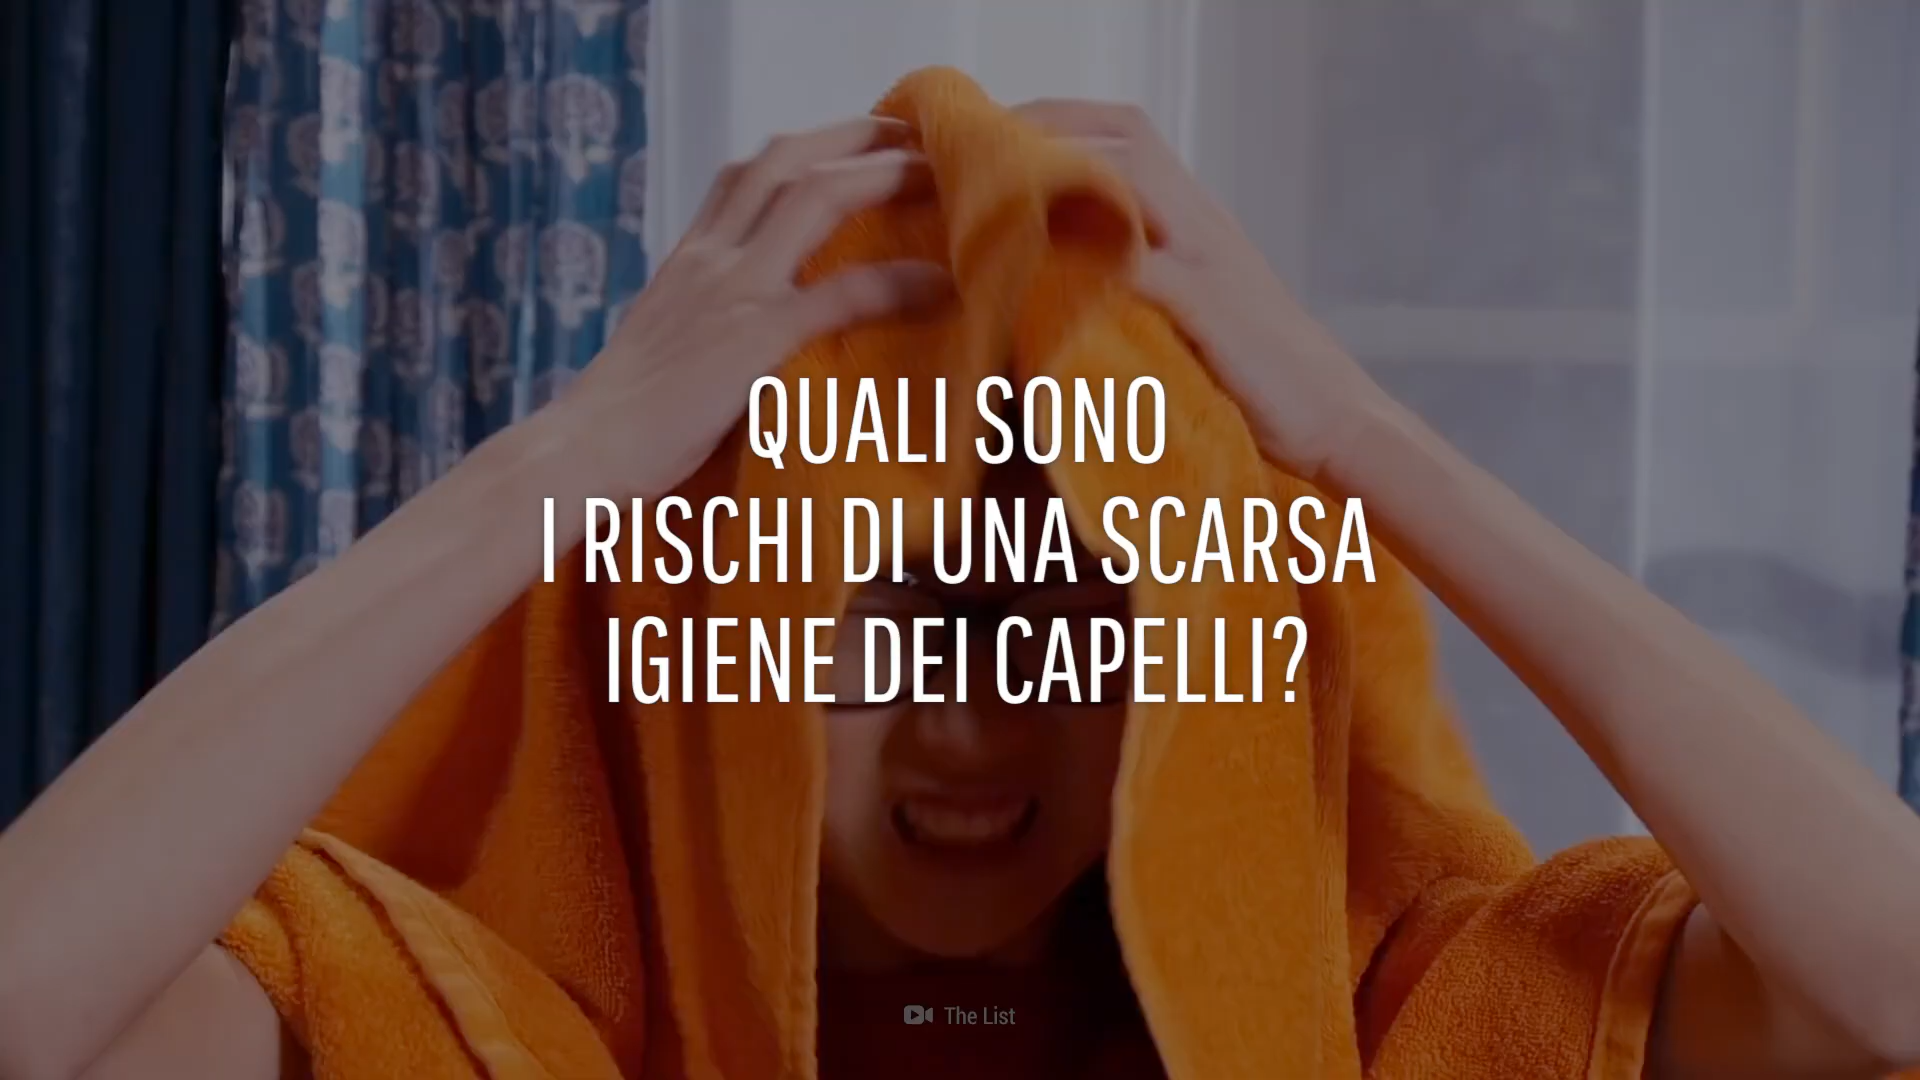 QUALI SONO
I RISCHI DI UNA SCARSA
IGIENE DEI CAPELLI?
The List